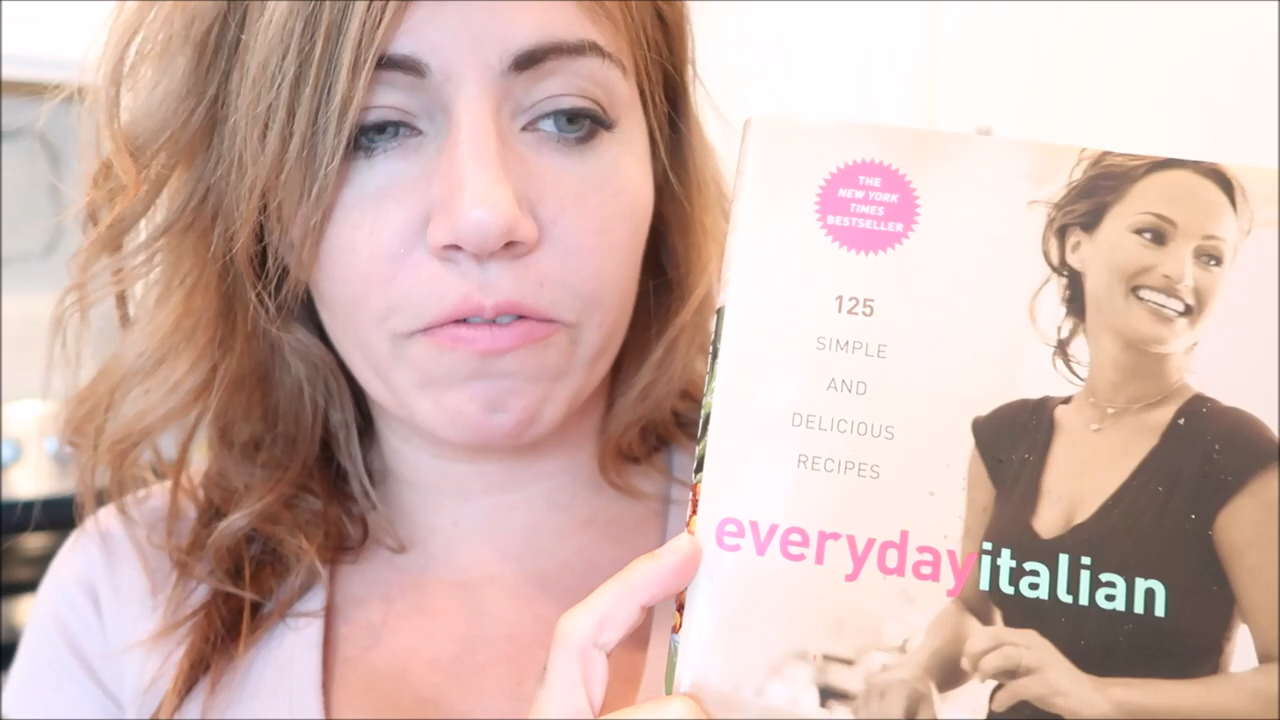 THE
NEW YORK
TIMES
BESTSELLER
125
SIMPLE
AND
DELICIOUS
RECIPES
everydayitalian